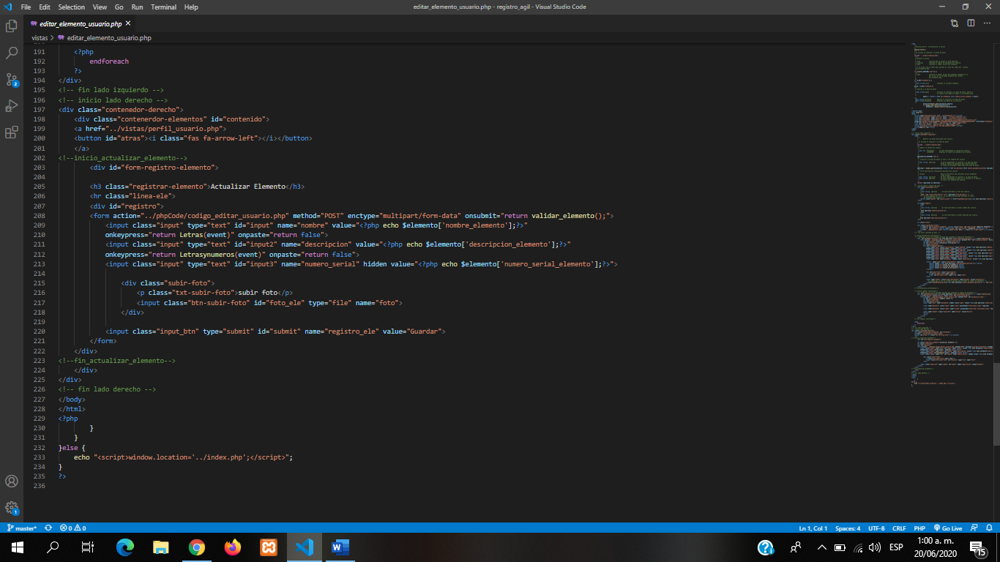 File Edit Selection View Go Run Terminal Help editar_elemento_usuario.php - registro_agil - Visual Studio Code
editar_elemento_usuario.php
vistas > editar_elemento_usuario.php
191 <?php
192 endforeach
193 ?>
194 </div>
195 <!-- fin lado izquierdo -->
196 <!-- inicio lado derecho -->
197 <div class="contenedor-derecho">
198 <div class="contenerdor-elementos" id="contenido">
199 <a href="../vistas/perfil_usuario.php">
200 <button id="atras"><i class="fas fa-arrow-left"></i></button>
201 </a>
202 <!--inicio_actualizar_elemento-->
203 <div id="form-registro-elemento">
204
205 <h3 class="registrar-elemento">Actualizar Elemento</h3>
206 <hr class="linea-ele">
207 <div id="registro">
208 <form action="../phpCode/codigo_editar_usuario.php" method="POST" enctype="multipart/form-data" onsubmit="return validar_elemento();">
209 <input class="input" type="text" id="input" name="nombre" value="<?php echo $elemento['nombre_elemento'];?>"
210 onkeypress="return Letras(event)" onpaste="return false">
211 <input class="input" type="text" id="input2" name="descripcion" value="<?php echo $elemento['descripcion_elemento'];?>"
212 onkeypress="return Letrasynumeros(event)" onpaste="return false">
213 <input class="input" type="text" id="input3" name="numero_serial" hidden value="<?php echo $elemento['numero_serial_elemento'];?>">
214
215 <div class="subir-foto">
216 <p class="txt-subir-foto">subir foto</p>
217 <input class="btn-subir-foto" id="foto_ele" type="file" name="foto">
218 </div>
219
220 <input class="input_btn" type="submit" id="submit" name="registro_ele" value="Guardar">
221 </form>
222 </div>
223 <!--fin_actualizar_elemento-->
224 </div>
225 </div>
226 <!-- fin lado derecho -->
227 </body>
228 </html>
229 <?php
230 }
231 }
232 }else {
233 echo "<script>window.location='../index.php';</script>";
234 }
235 ?>
236
2
1
master* 0 0 Ln 1, Col 1 Spaces: 4 UTF-8 CRLF PHP Go Live
ESP 1:00 a. m.
20/06/2020 15